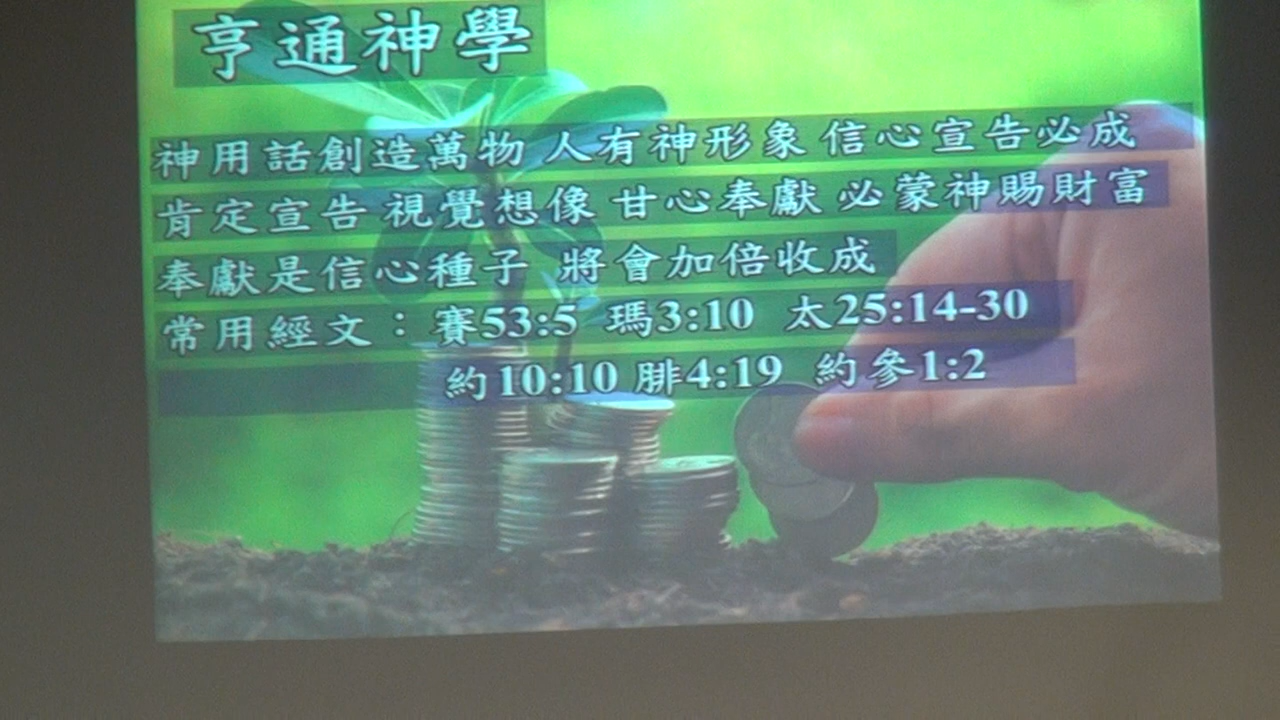 亨通神學
神用話創造萬物 人有神形象 信心宣告必成
肯定宣告 視覺想像 甘心奉獻 必蒙神賜財富
奉獻是信心種子 將會加倍收成
常用經文：賽53:5 瑪3:10 太25:14-30
約10:10 腓4:19 約參1:2